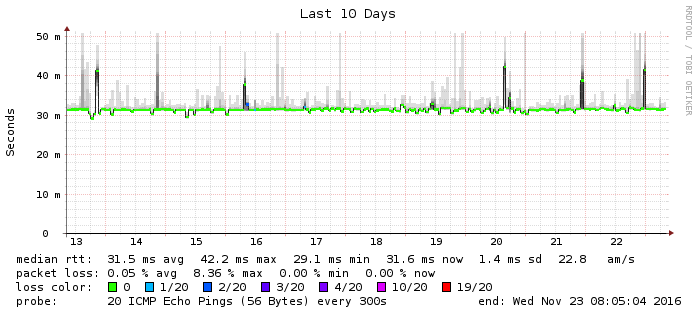 Last 10 Days
RRDTOOL / TOBI OETIKER
Seconds
50 m
40 m
30 m
20 m
10 m
0
13 14 15 16 17 18 19 20 21 22
median rtt: 31.5 ms avg 42.2 ms max 29.1 ms min 31.6 ms now 1.4 ms sd 22.8 am/s
packet loss: 0.05 % avg 8.36 % max 0.00 % min 0.00 % now
loss color: 0 1/20 2/20 3/20 4/20 10/20 19/20
probe: 20 ICMP Echo Pings (56 Bytes) every 300s end: Wed Nov 23 08:05:04 2016